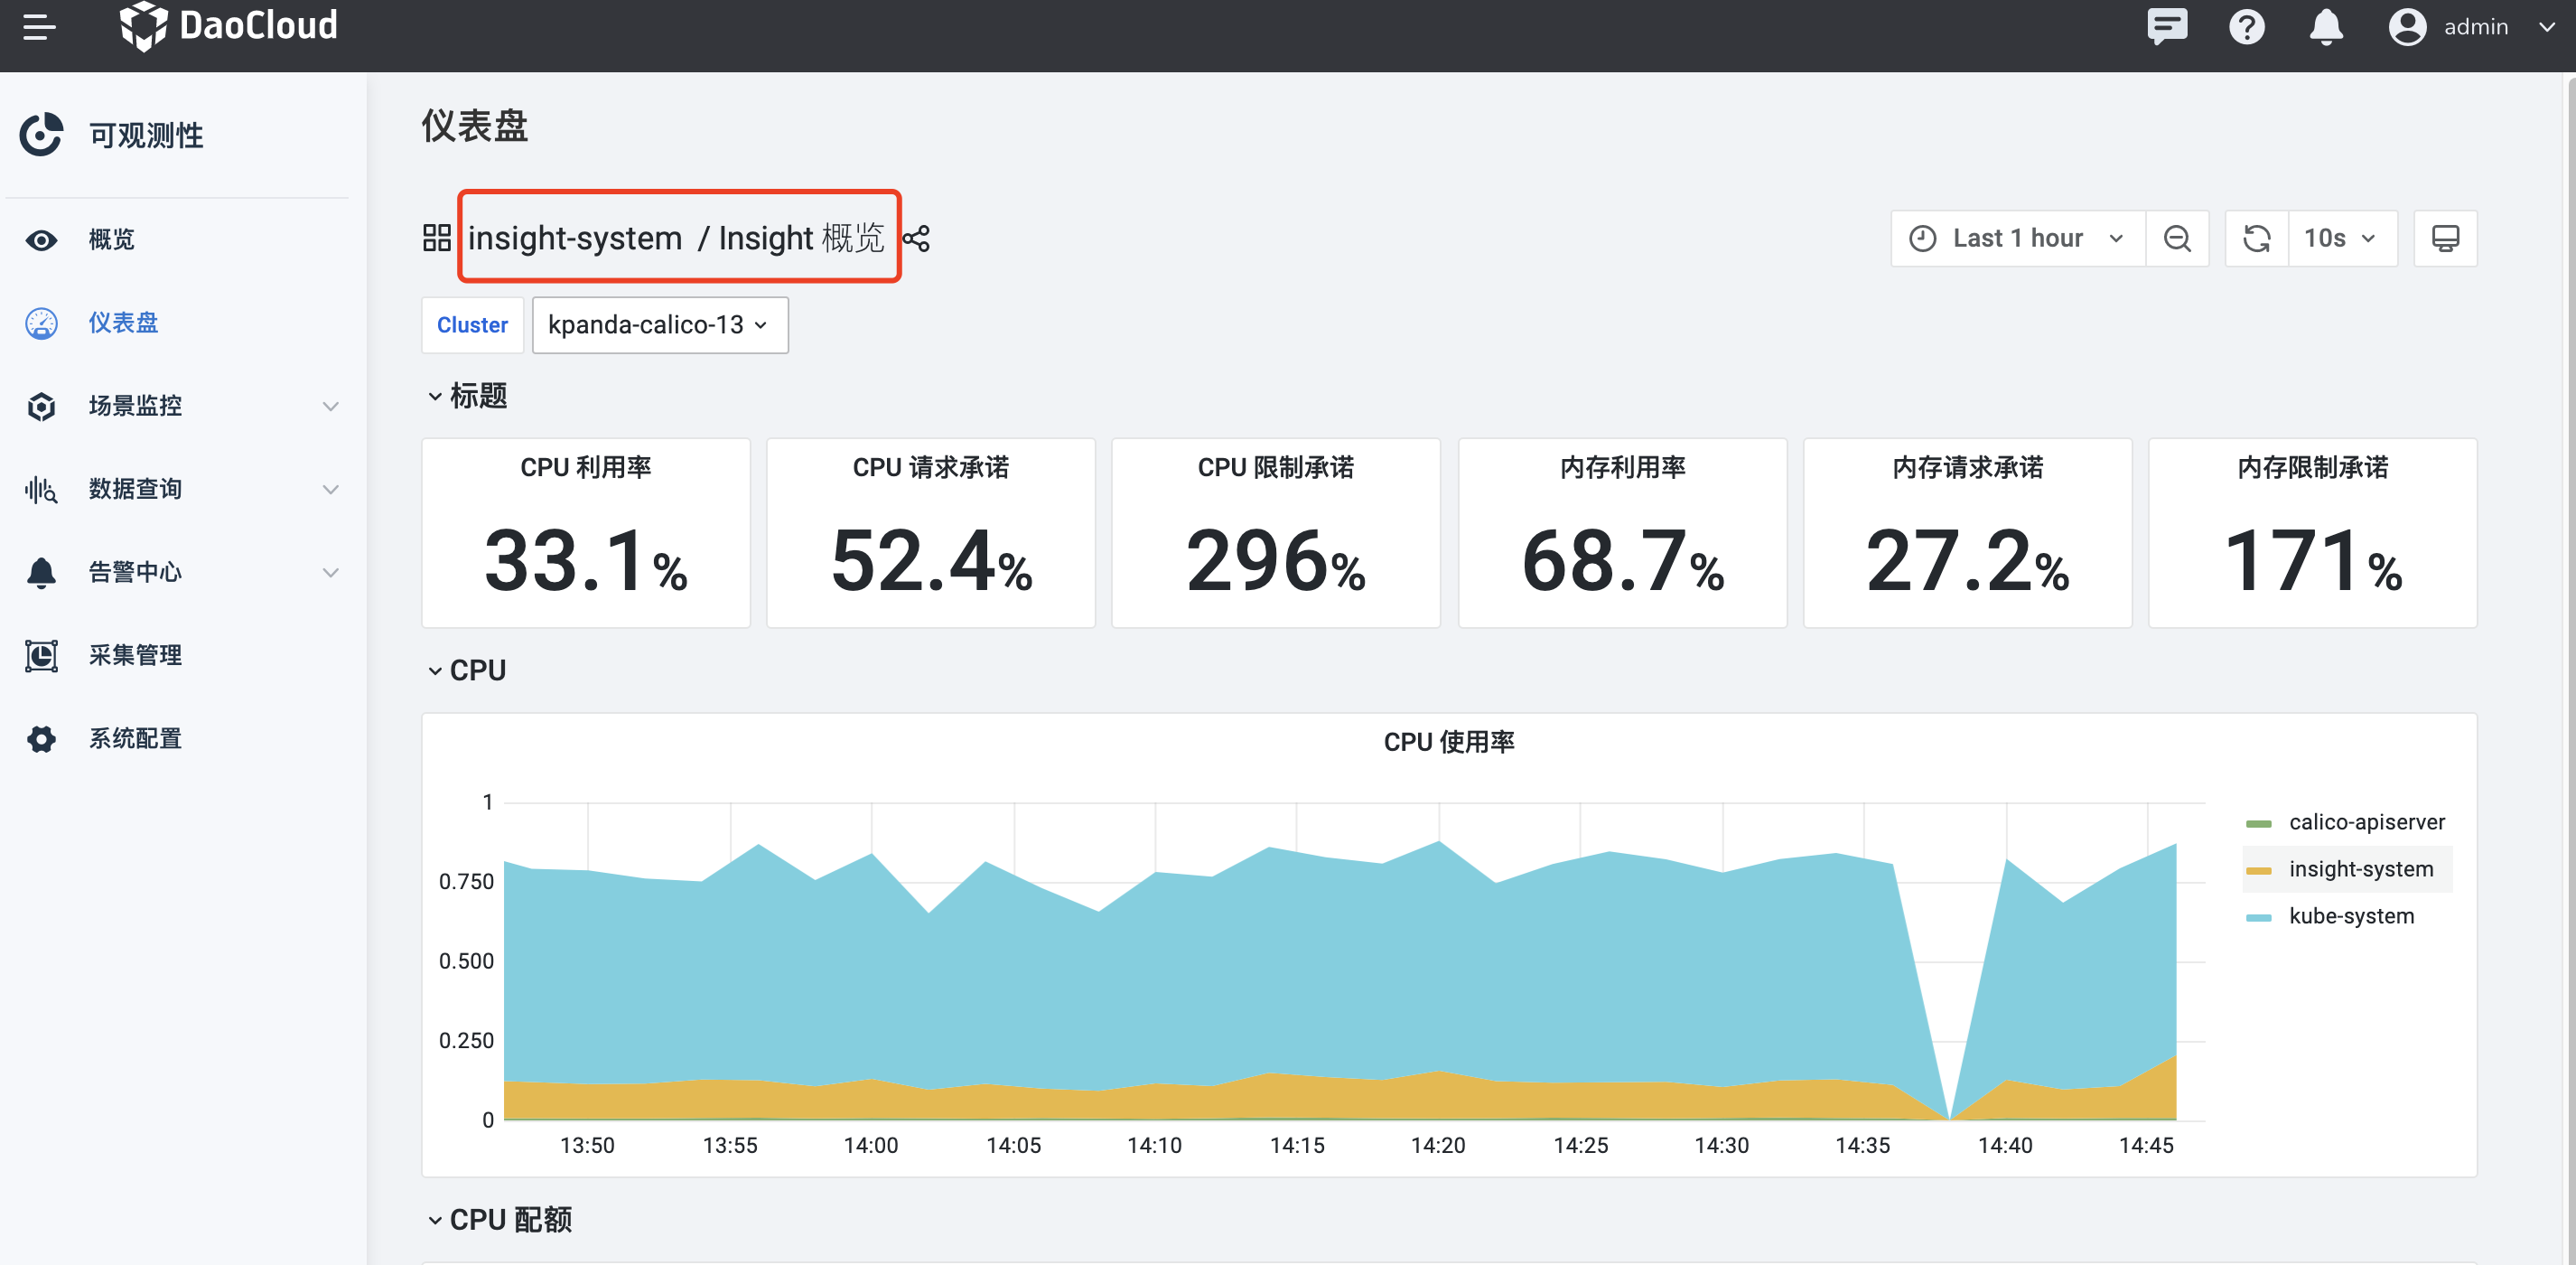 DaoCloud
admin
可观测性
概览
仪表盘
场景监控
数据查询
告警中心
采集管理
系统配置
仪表盘
insight-system / Insight 概览
Last 1 hour
10s
Cluster
kpanda-calico-13
标题
CPU 利用率
33.1%
CPU 请求承诺
52.4%
CPU 限制承诺
296%
内存利用率
68.7%
内存请求承诺
27.2%
内存限制承诺
171%
CPU
CPU 使用率
1
0.750
0.500
0.250
0
13:50 13:55 14:00 14:05 14:10 14:15 14:20 14:25 14:30 14:35 14:40 14:45
calico-apiserver
insight-system
kube-system
CPU 配额